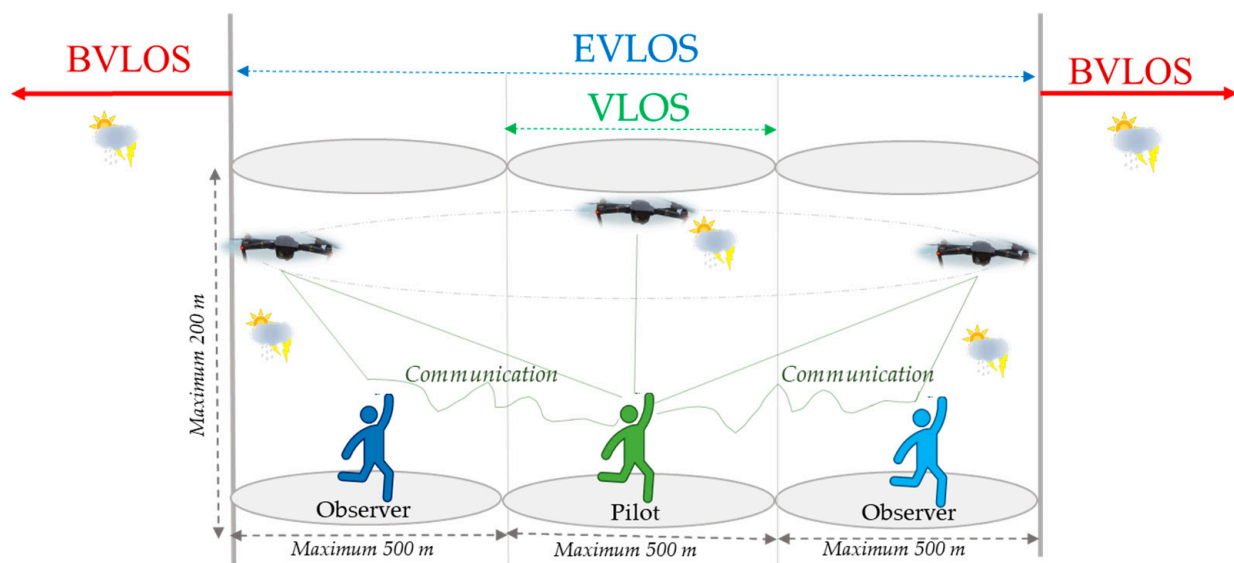 BVLOS
EVLOS
BVLOS
VLOS
Maximum 200 m
Communication
Communication
Observer
Pilot
Observer
Maximum 500 m
Maximum 500 m
Maximum 500 m